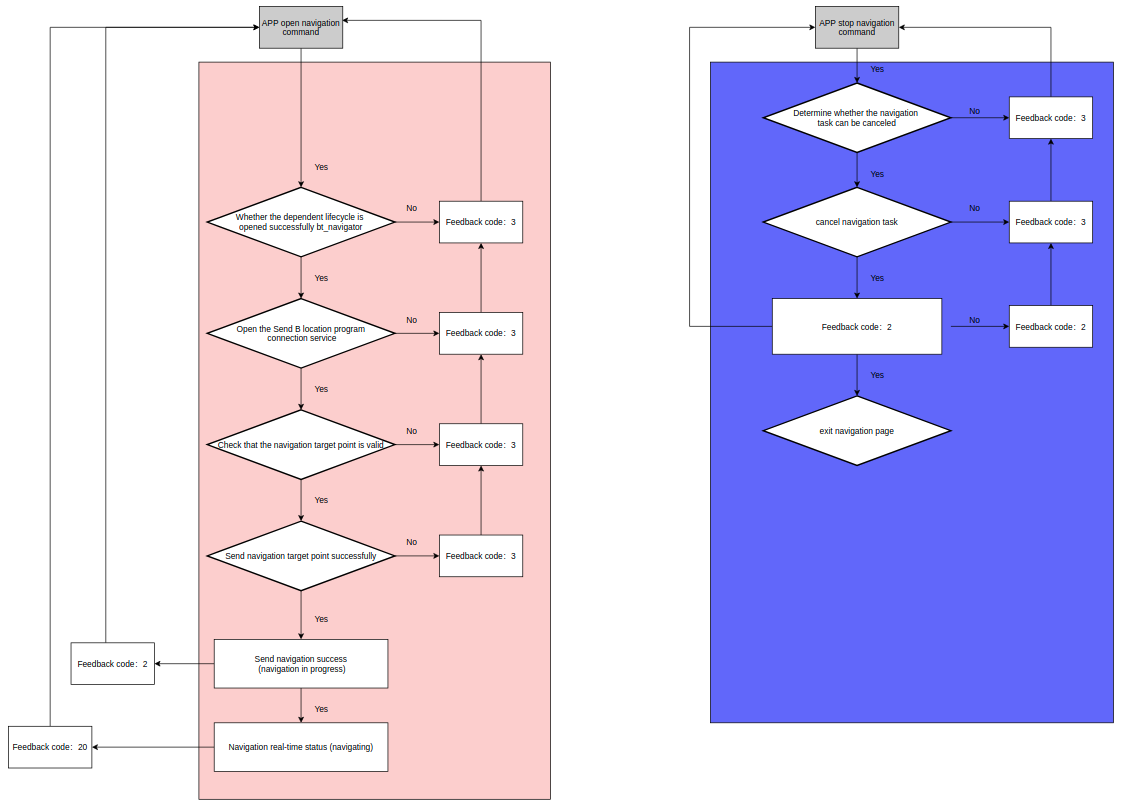 APP open navigation
command
Yes
Whether the dependent lifecycle is
opened successfully bt_navigator
No
Feedback code: 3
Yes
Open the Send B location program
connection service
No
Feedback code: 3
Yes
Check that the navigation target point is valid
No
Feedback code: 3
Yes
Send navigation target point successfully
No
Feedback code: 3
Yes
Send navigation success
(navigation in progress)
Feedback code: 2
Yes
Navigation real-time status (navigating)
Feedback code: 20
APP stop navigation
command
Yes
Determine whether the navigation
task can be canceled
No
Feedback code: 3
Yes
cancel navigation task
No
Feedback code: 3
Yes
Feedback code: 2
No
Feedback code: 2
Yes
exit navigation page